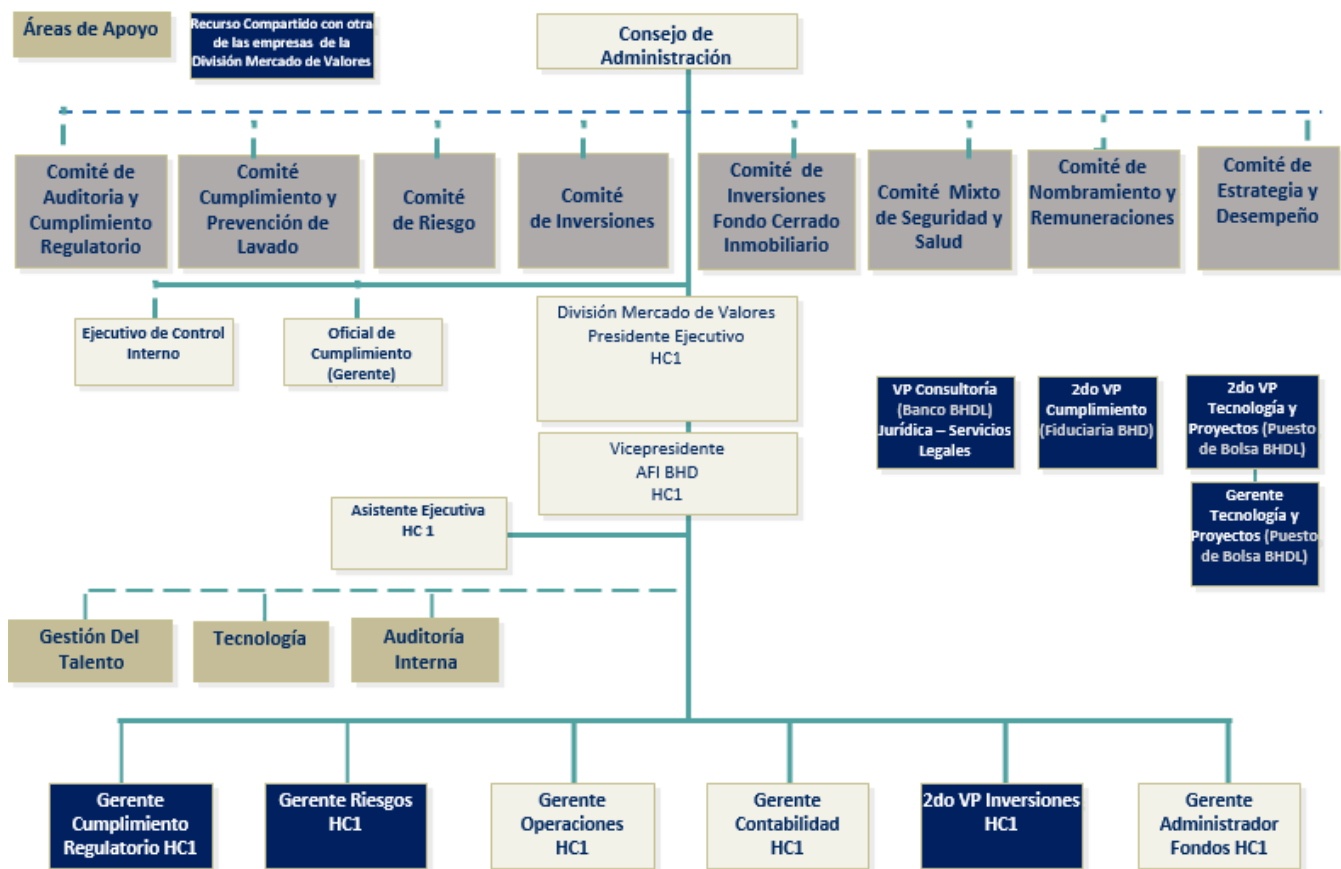 Áreas de Apoyo
Recurso Compartido con otra
de las empresas de la
División Mercado de Valores
Consejo de
Administración
Comité de
Auditoria y
Cumplimiento
Regulatorio
Comité
Cumplimiento y
Prevención de
Lavado
Comité
de Riesgo
Comité
de Inversiones
Comité de
Inversiones
Fondo Cerrado
Inmobiliario
Comité Mixto
de Seguridad y
Salud
Comité de
Nombramiento y
Remuneraciones
Comité de
Estrategia y
Desempeño
Ejecutivo de Control
Interno
Oficial de
Cumplimiento
(Gerente)
División Mercado de Valores
Presidente Ejecutivo
HC1
VP Consultoría
(Banco BHDL)
Jurídica – Servicios
Legales
2do VP
Cumplimiento
(Fiduciaria BHD)
2do VP
Tecnología y
Proyectos (Puesto
de Bolsa BHDL)
Vicepresidente
AFI BHD
HC1
Gerente
Tecnología y
Proyectos (Puesto
de Bolsa BHDL)
Asistente Ejecutiva
HC 1
Gestión Del
Talento
Tecnología
Auditoría
Interna
Gerente
Cumplimiento
Regulatorio HC1
Gerente Riesgos
HC1
Gerente
Operaciones
HC1
Gerente
Contabilidad
HC1
2do VP Inversiones
HC1
Gerente
Administrador
Fondos HC1